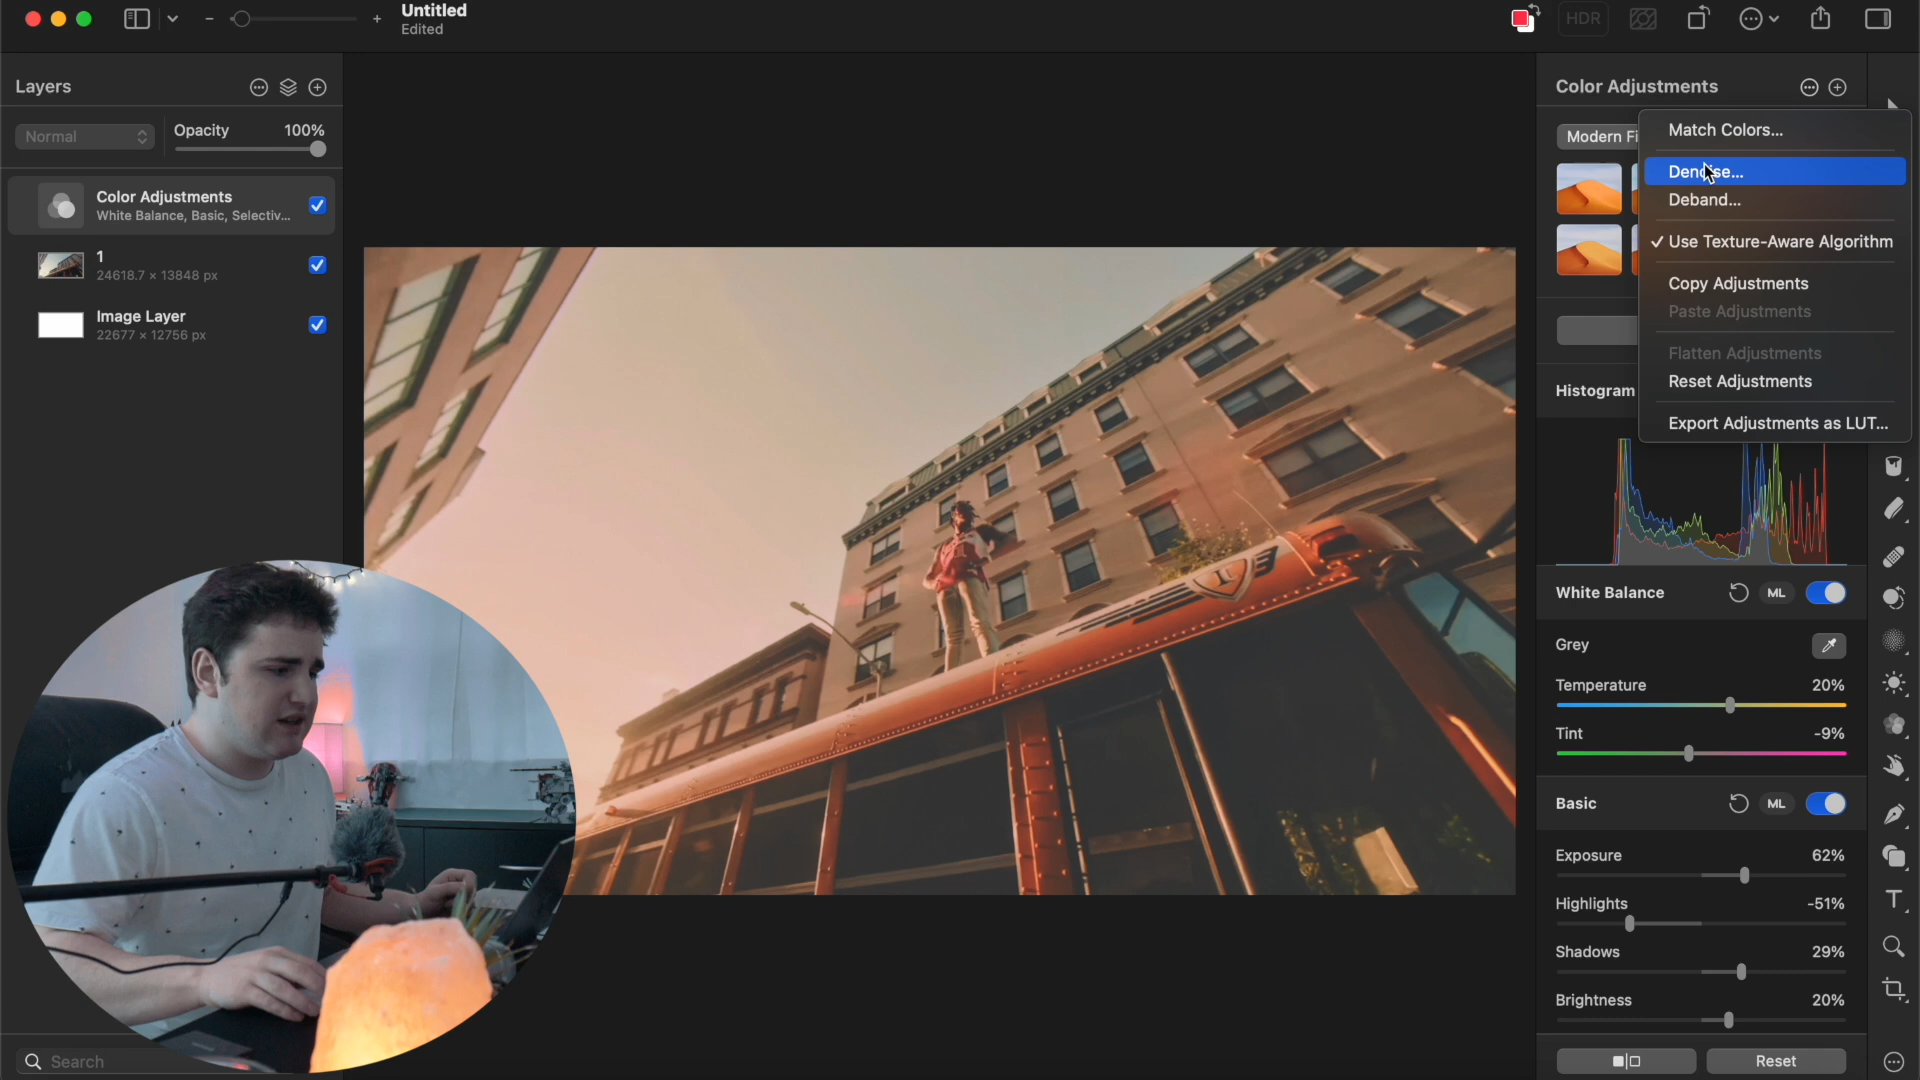 Untitled
Edited
HDR
Layers
Normal
Opacity 100%
Color Adjustments
White Balance, Basic, Selectiv...
1
24618.7 × 13848 px
Image Layer
22677 × 12756 px
Search
Color Adjustments
Modern Fi
Match Colors...
Denoise...
Deband...
✓ Use Texture-Aware Algorithm
Copy Adjustments
Paste Adjustments
Flatten Adjustments
Reset Adjustments
Export Adjustments as LUT...
Histogram
White Balance ML
Grey
Temperature 20%
Tint -9%
Basic ML
Exposure 62%
Highlights -51%
Shadows 29%
Brightness 20%
Reset